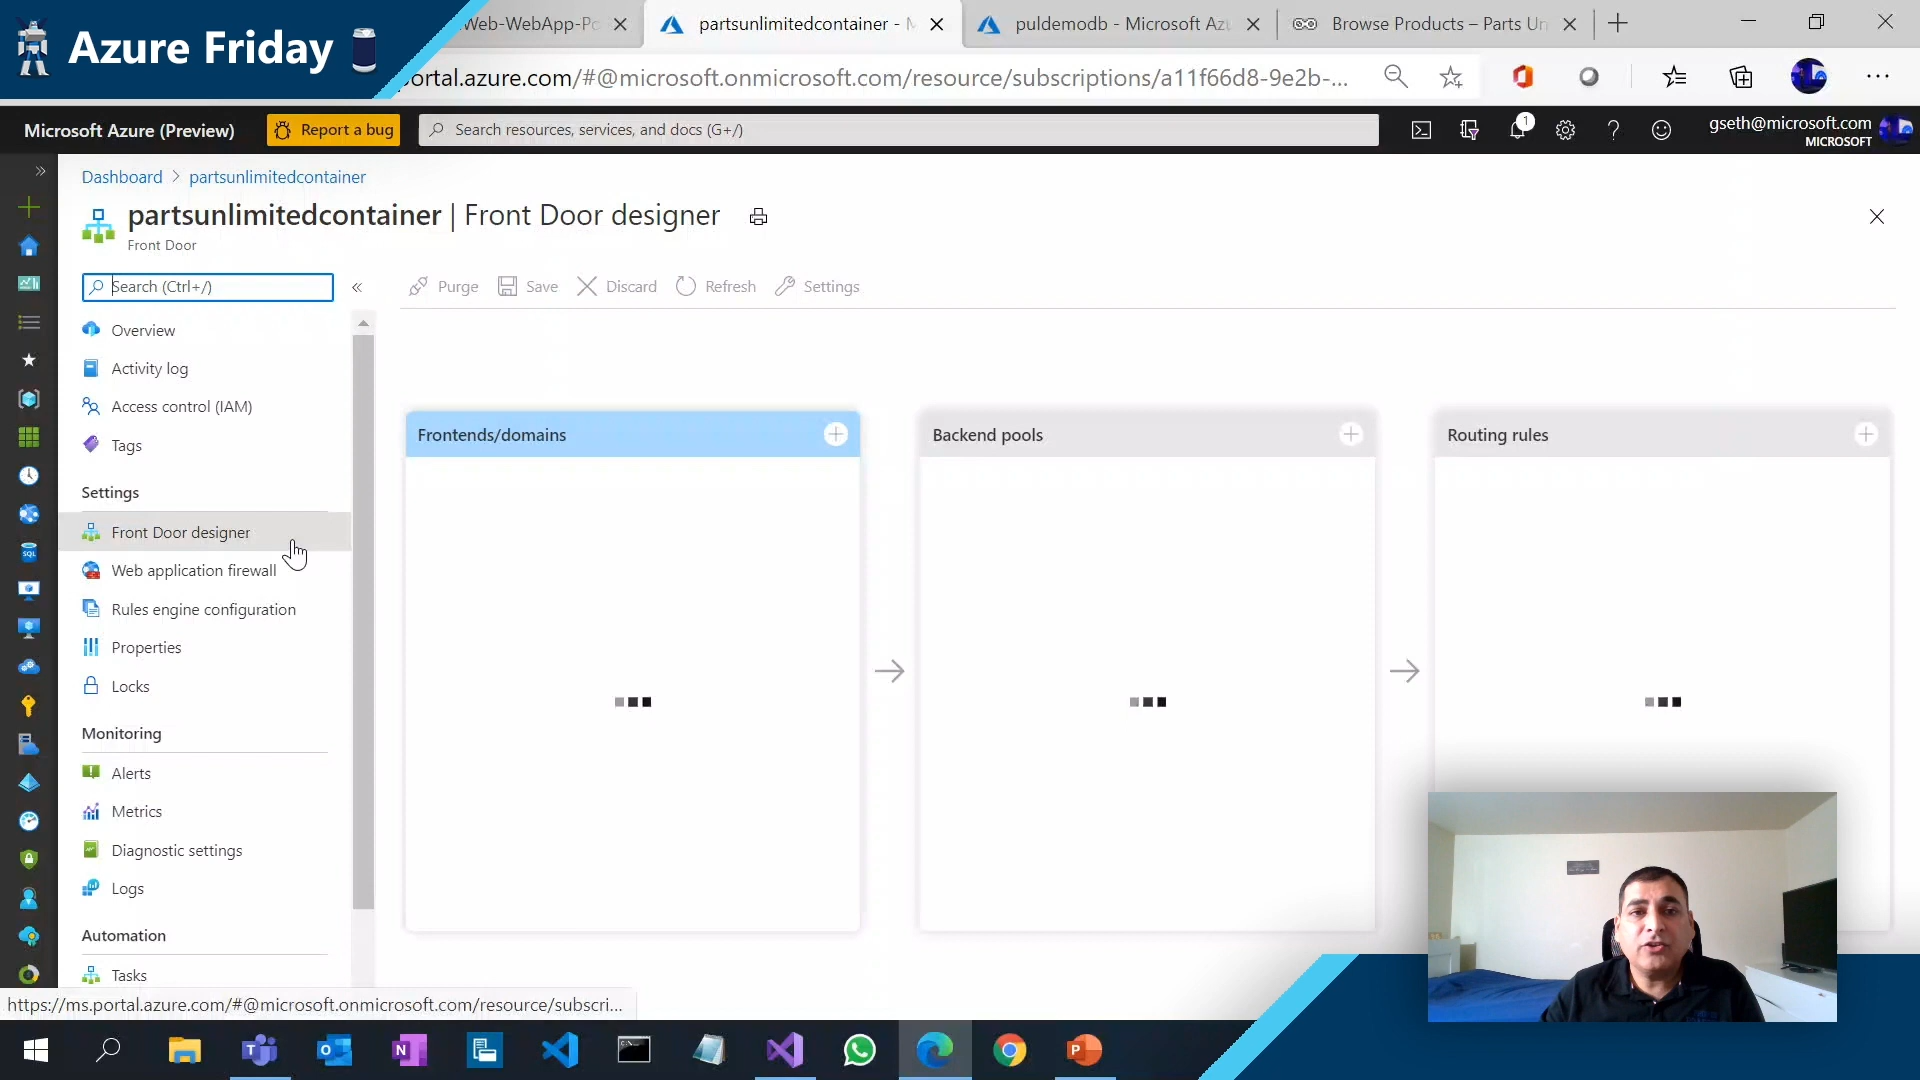 Azure Friday
Web-WebApp-Po
partsunlimitedcontainer - M
puldemodb - Microsoft Azu
Browse Products – Parts Un
ortal.azure.com/#@microsoft.onmicrosoft.com/resource/subscriptions/a11f66d8-9e2b-...
Microsoft Azure (Preview)
Report a bug
Search resources, services, and docs (G+/)
1
gseth@microsoft.com
MICROSOFT
Dashboard > partsunlimitedcontainer
partsunlimitedcontainer | Front Door designer
Front Door
Search (Ctrl+/)
Purge
Save
Discard
Refresh
Settings
Overview
Activity log
Access control (IAM)
Tags
Settings
Front Door designer
Web application firewall
Rules engine configuration
Properties
Locks
Monitoring
Alerts
Metrics
Diagnostic settings
Logs
Automation
Tasks
Frontends/domains
Backend pools
Routing rules
https://ms.portal.azure.com/#@microsoft.onmicrosoft.com/resource/subscri...